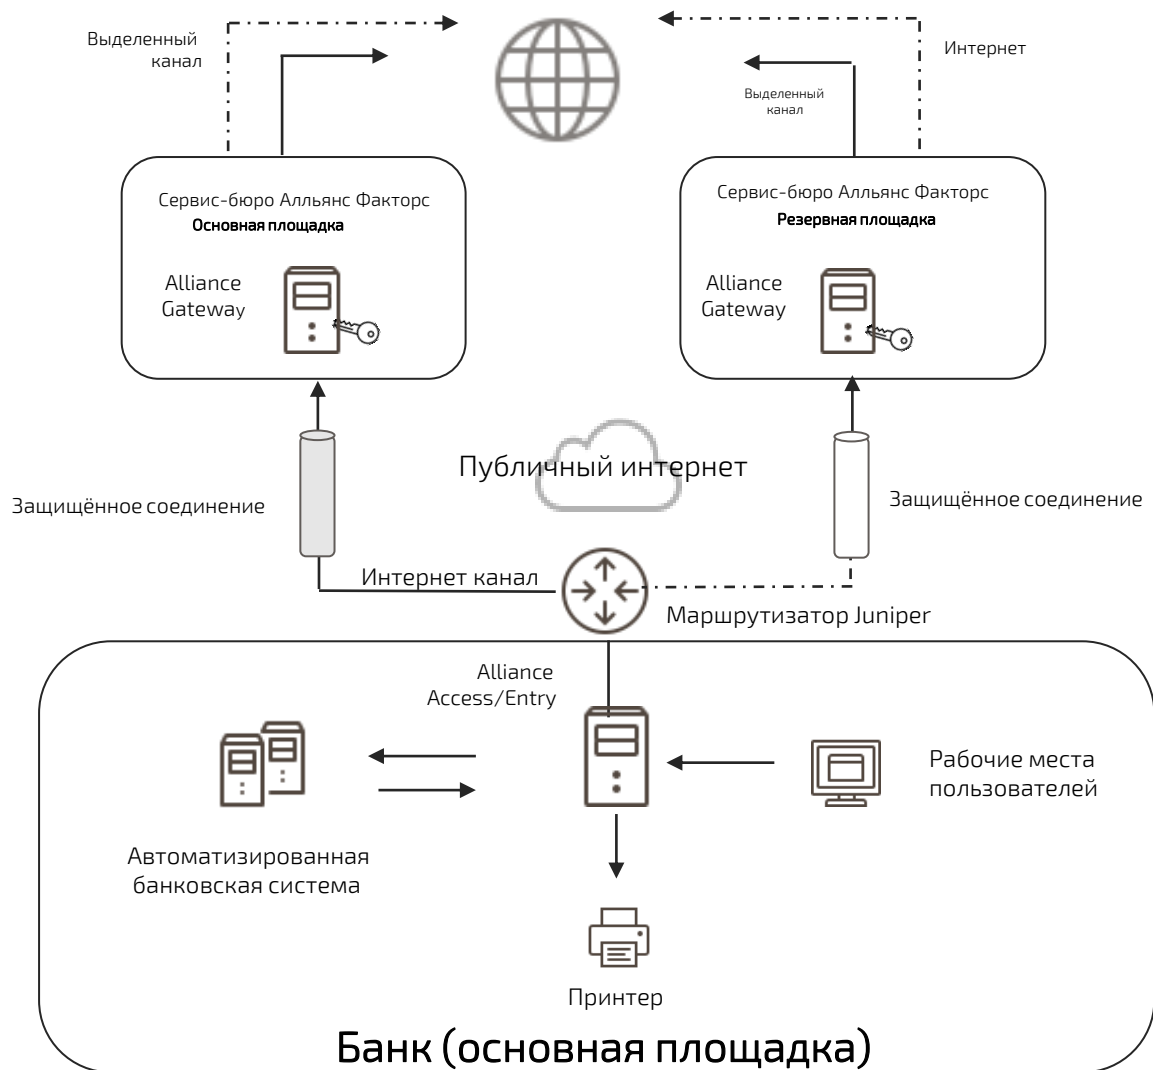 Выделенный
канал
Интернет
Выделенный
канал
Сервис-бюро Алльянс Факторс
Основная площадка
Alliance
Gateway
Сервис-бюро Алльянс Факторс
Резервная площадка
Alliance
Gateway
Публичный интернет
Защищённое соединение
Защищённое соединение
Интернет канал
Маршрутизатор Juniper
Alliance
Access/Entry
Рабочие места
пользователей
Автоматизированная
банковская система
Принтер
Банк (основная площадка)